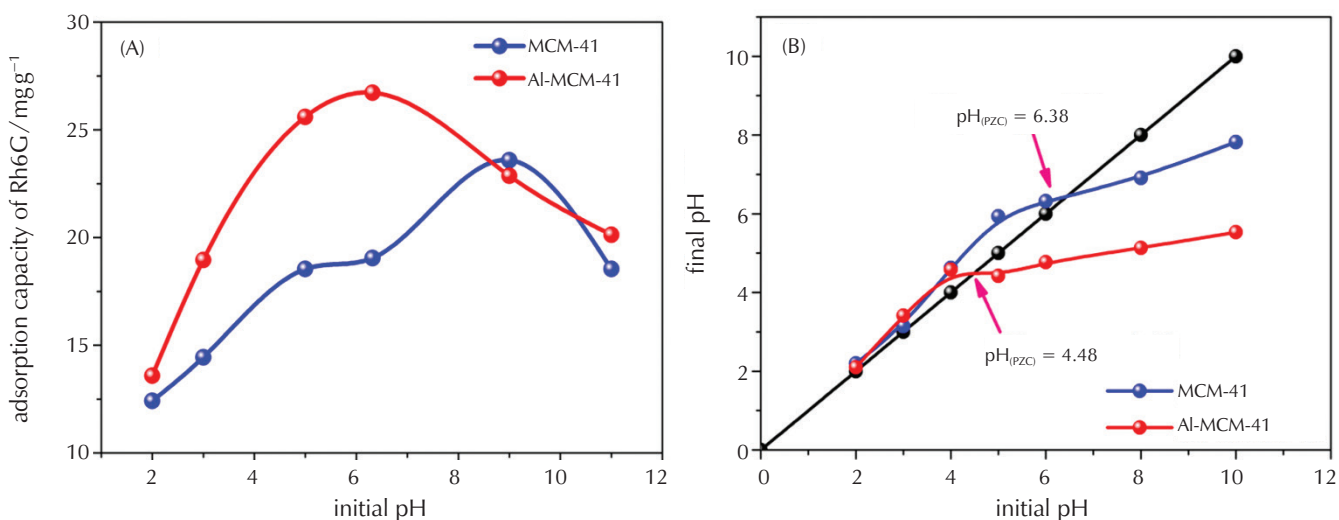 (A)
MCM-41
Al-MCM-41
adsorption capacity of Rh6G/mgg⁻¹
30
25
20
15
10
2 4 6 8 10 12
initial pH
(B)
pH(PZC) = 6.38
pH(PZC) = 4.48
MCM-41
Al-MCM-41
final pH
10
8
6
4
2
0
0 2 4 6 8 10 12
initial pH